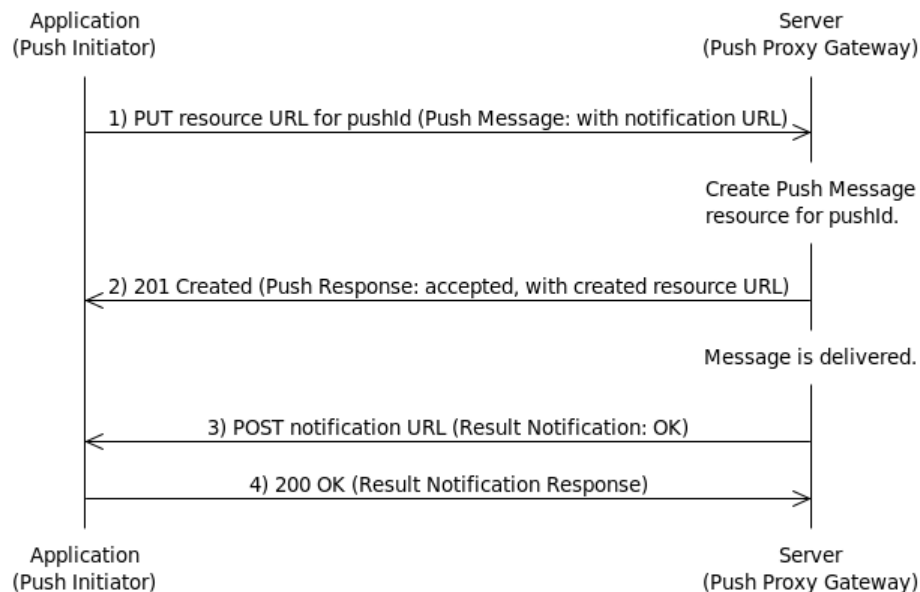 Application
(Push Initiator)
Server
(Push Proxy Gateway)
1) PUT resource URL for pushId (Push Message: with notification URL)
Create Push Message
resource for pushId.
2) 201 Created (Push Response: accepted, with created resource URL)
Message is delivered.
3) POST notification URL (Result Notification: OK)
4) 200 OK (Result Notification Response)
Application
(Push Initiator)
Server
(Push Proxy Gateway)